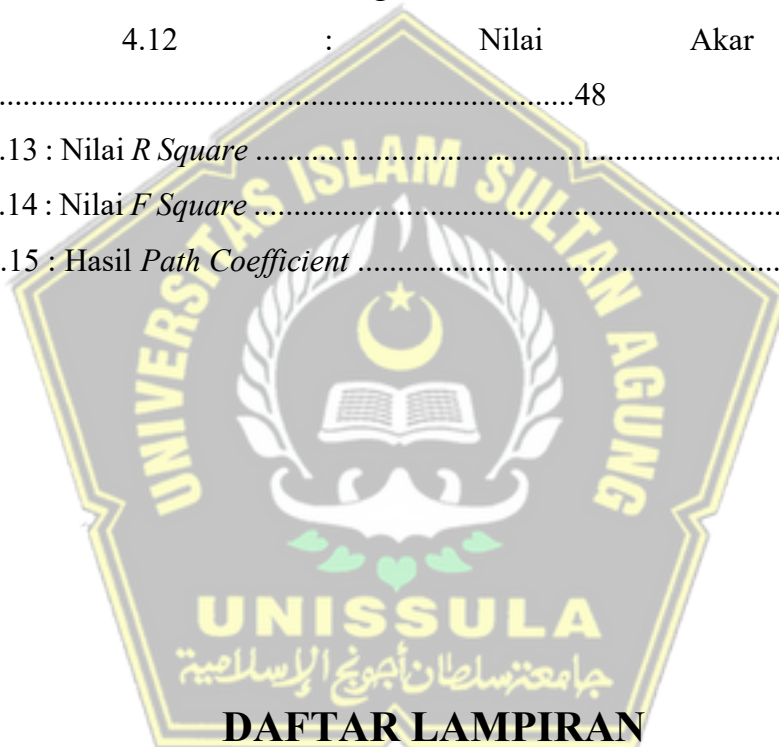 4.12 : Nilai Akar
................................................................48
.13 : Nilai R Square ..........................................................
.14 : Nilai F Square ..........................................................
.15 : Hasil Path Coefficient ..............................................
UNIVERSITAS ISLAM SULTAN AGUNG
UNISSULA
جامعة سلطان أجونج الإسلامية
DAFTAR LAMPIRAN